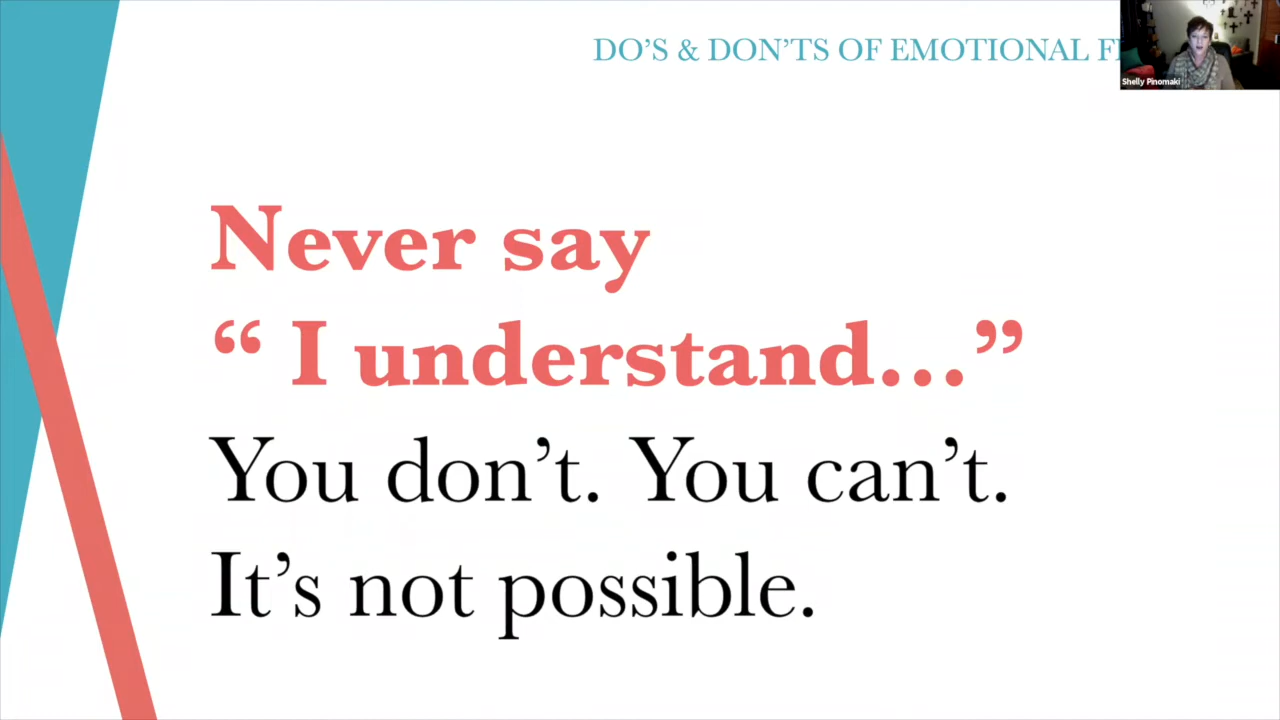 DO’S & DON’TS OF EMOTIONAL
Shelly Pinomaki
Never say
“ I understand...”
You don’t. You can’t.
It’s not possible.